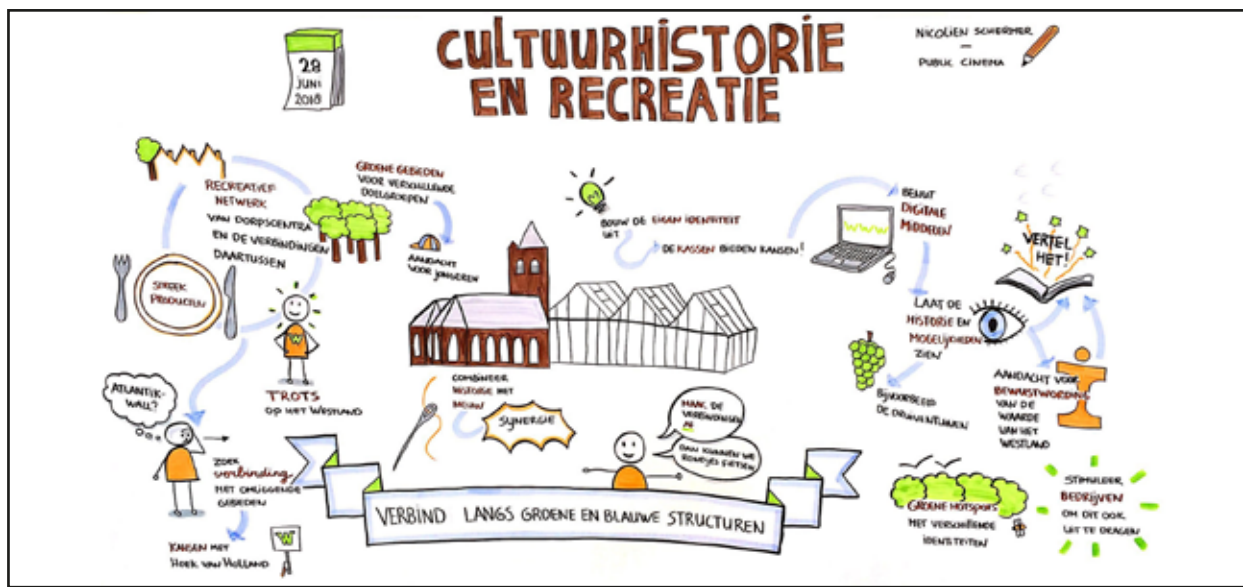 28
JUNI
2018
CULTUURHISTORIE
EN RECREATIE
NICOLIEN SCHERMER
PUBLIC CINEMA
RECREATIEF
NETWERK
VAN DORPSCENTRA
EN DE VERBINDINGEN
DAARTUSSEN
STREEK
PRODUCTEN
W
TROTS
OP HET WESTLAND
ATLANTIK-
WALL?
ZOEK
verbinding
MET OMLIGGENDE
GEBIEDEN
KANSEN MET
HOEK VAN HOLLAND
W
GROENE GEBIEDEN
VOOR VERSCHILLENDE
DOELGROEPEN
AANDACHT
VOOR JONGEREN
COMBINEER
HISTORIE MET
NIEUW
SYNERGIE
BOUW DE EIGEN IDENTITEIT
UIT
DE KASSEN BIEDEN KANSEN!
MAAK DE
VERBINDINGEN
AF
DAN KUNNEN WE
RONDJES FIETSEN
VERBIND LANGS GROENE EN BLAUWE STRUCTUREN
WWW
BENUT
DIGITALE
MIDDELEN
LAAT DE
HISTORIE EN
MOGELIJKHEDEN
ZIEN
BIJVOORBEELD
DE DRUIVENTUINEN
VERTEL
HET!
AANDACHT VOOR
BEWUSTWORDING
VAN DE
WAARDE
VAN HET
WESTLAND
GROENE HOTSPOTS
MET VERSCHILLENDE
IDENTITEITEN
STIMULEER
BEDRIJVEN
OM DIT OOK
UIT TE DRAGEN